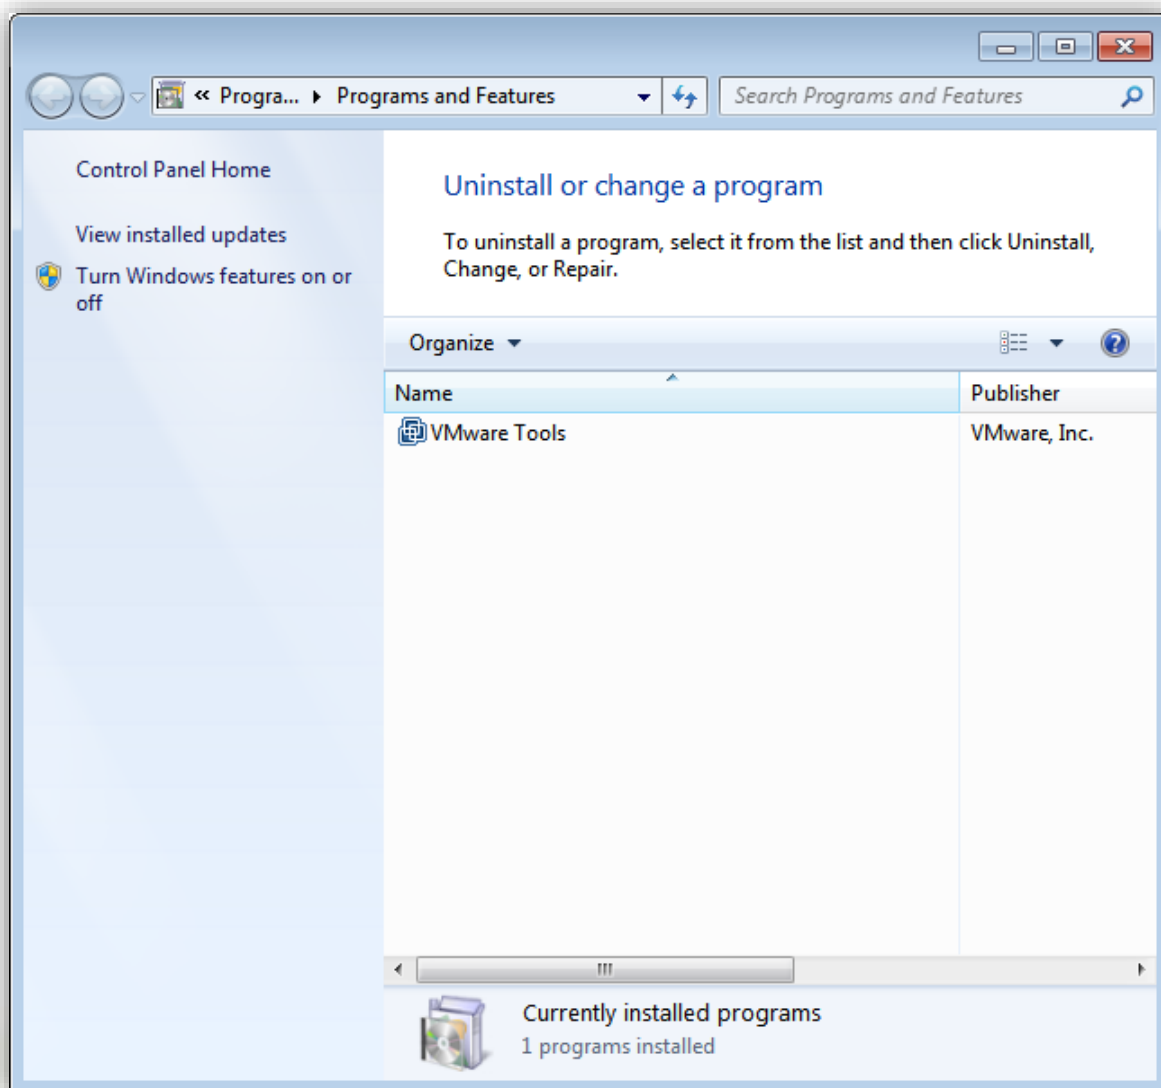 « Progra... ▸ Programs and Features
Search Programs and Features
Control Panel Home
View installed updates
Turn Windows features on or
off
Uninstall or change a program
To uninstall a program, select it from the list and then click Uninstall,
Change, or Repair.
Organize
Name
Publisher
VMware Tools
VMware, Inc.
Currently installed programs
1 programs installed